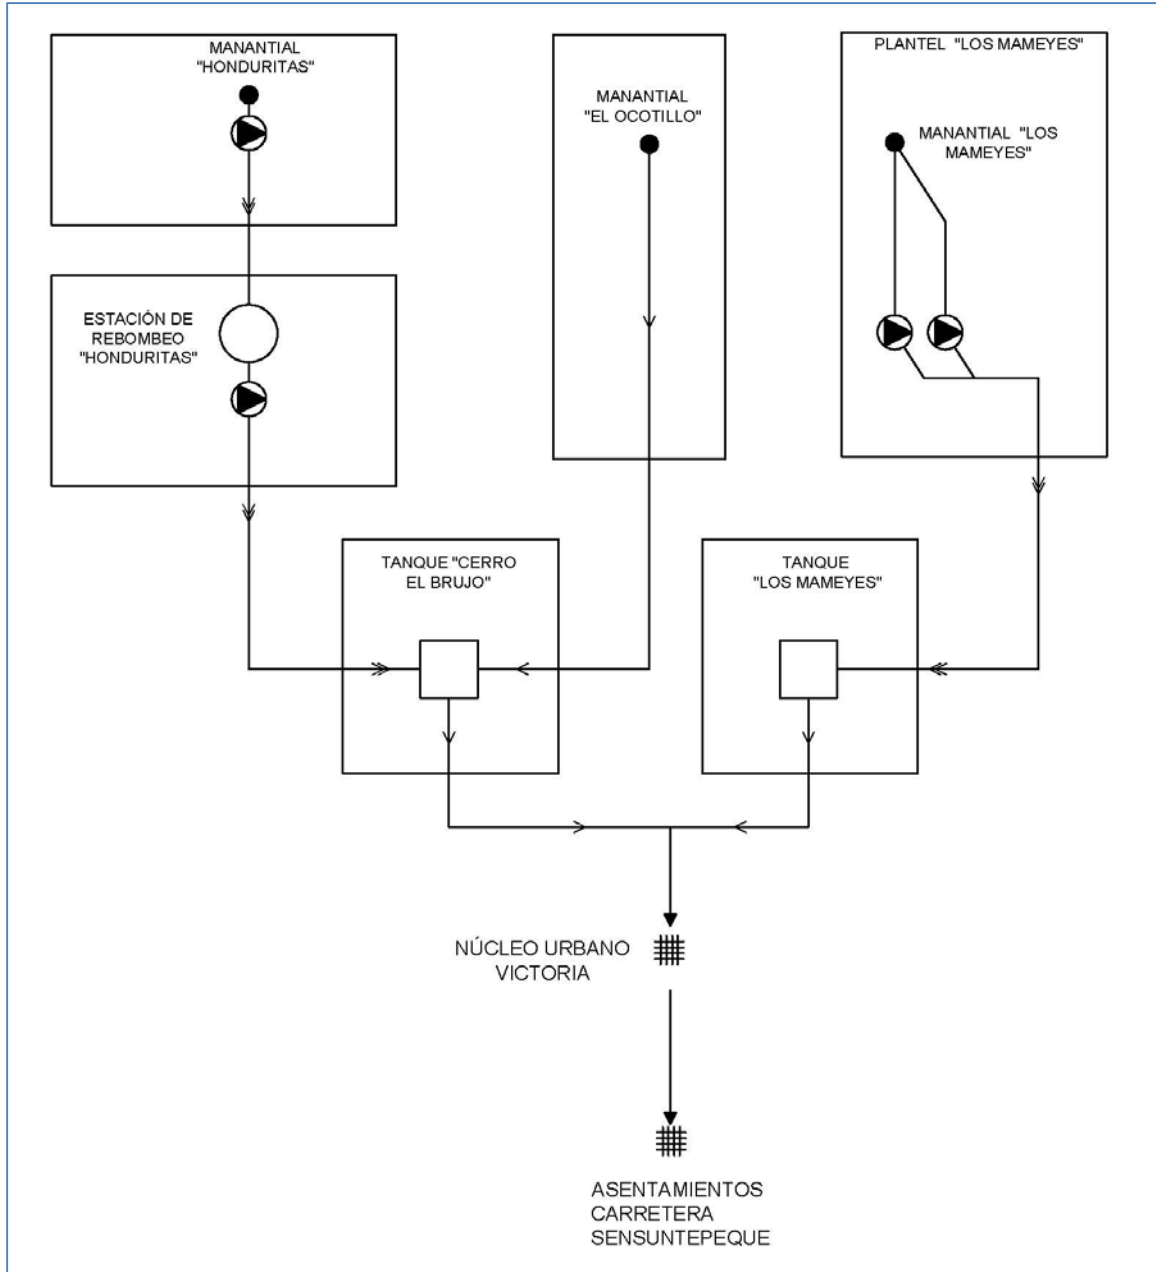 MANANTIAL
"HONDURITAS"
MANANTIAL
"EL OCOTILLO"
PLANTEL "LOS MAMEYES"
MANANTIAL "LOS
MAMEYES"
ESTACIÓN DE
REBOMBEO
"HONDURITAS"
TANQUE "CERRO
EL BRUJO"
TANQUE
"LOS MAMEYES"
NÚCLEO URBANO
VICTORIA
ASENTAMIENTOS
CARRETERA
SENSUNTEPEQUE